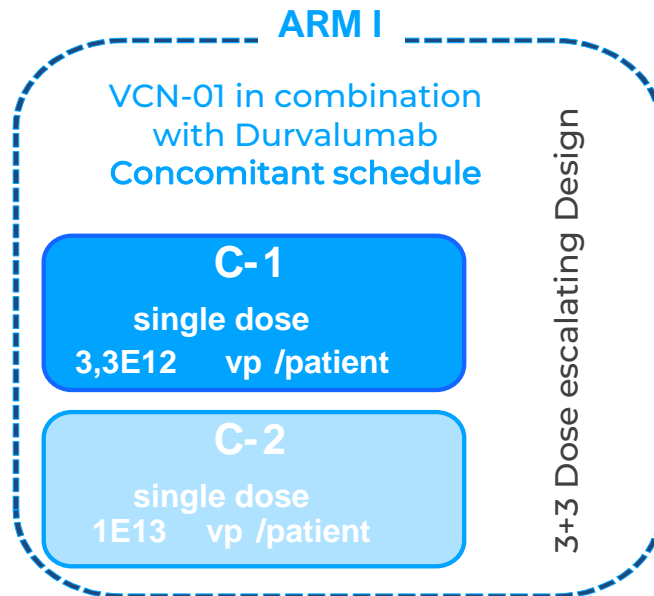 ARM I
VCN-01 in combination
with Durvalumab
Concomitant schedule
C-1
single dose
3,3E12 vp /patient
C-2
single dose
1E13 vp /patient
3+3 Dose escalating Design